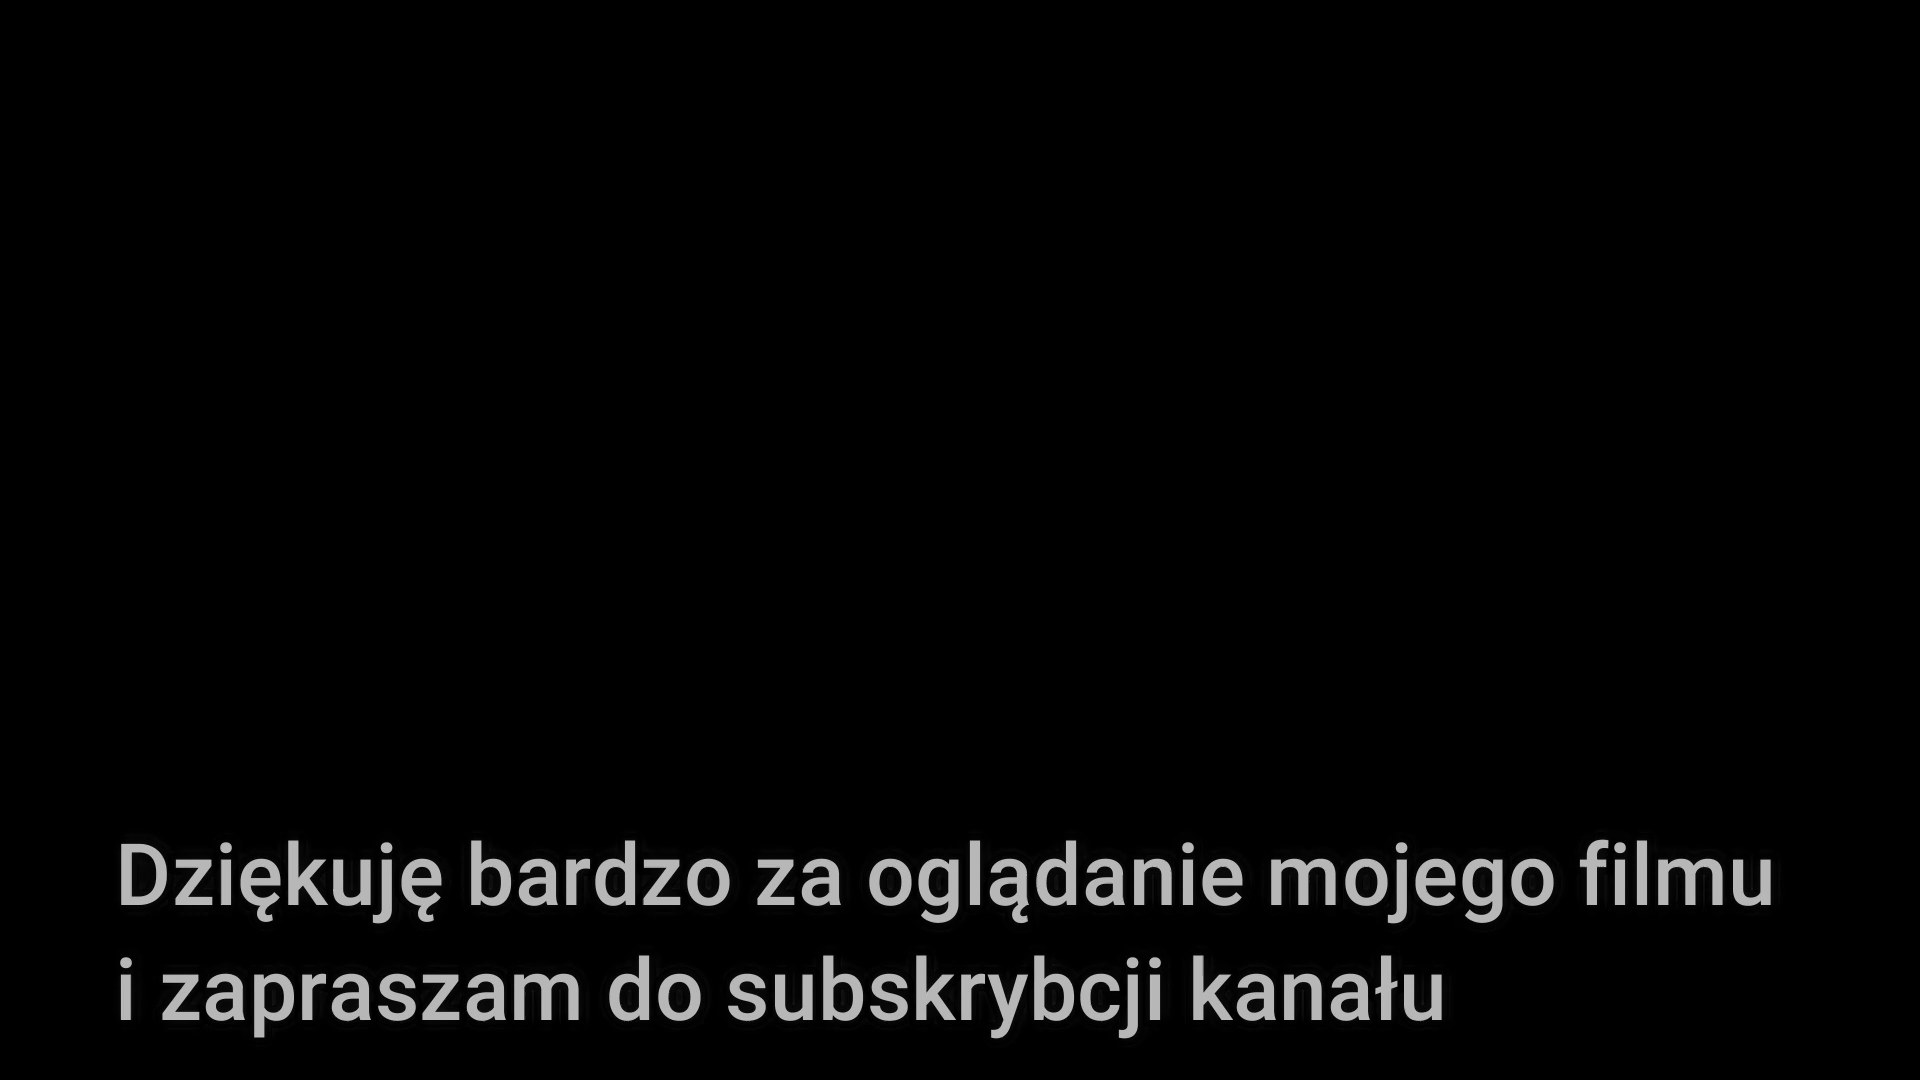 Dziękuję bardzo za oglądanie mojego filmu
i zapraszam do subskrybcji kanału